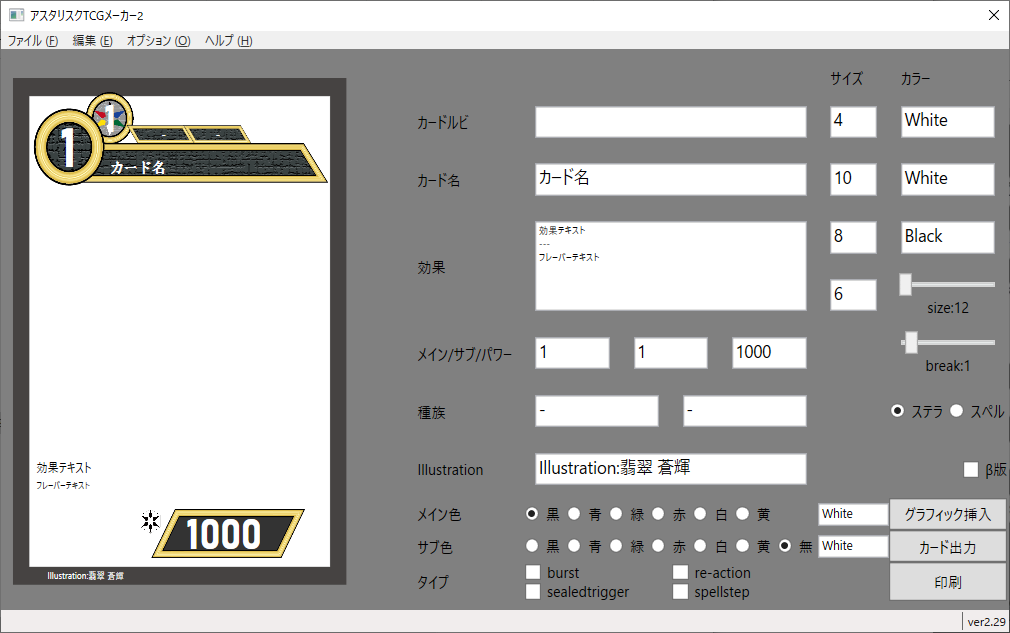 アスタリスクTCGメーカー2
ファイル (F) 編集 (E) オプション (O) ヘルプ (H)
1
1
- -
カード名
効果テキスト
フレーバーテキスト
1000
Illustration:翡翠 蒼輝
サイズ カラー
カードルビ 4 White
カード名 カード名 10 White
効果
効果テキスト
---
フレーバーテキスト
8 Black
6
size:12
break:1
メイン/サブ/パワー 1 1 1000
種族 - - ステラ スペル
Illustration Illustration:翡翠 蒼輝 β版
メイン色 黒 青 緑 赤 白 黄 White グラフィック挿入
サブ色 黒 青 緑 赤 白 黄 無 White カード出力
タイプ
burst re-action
sealedtrigger spellstep
印刷
ver2.29